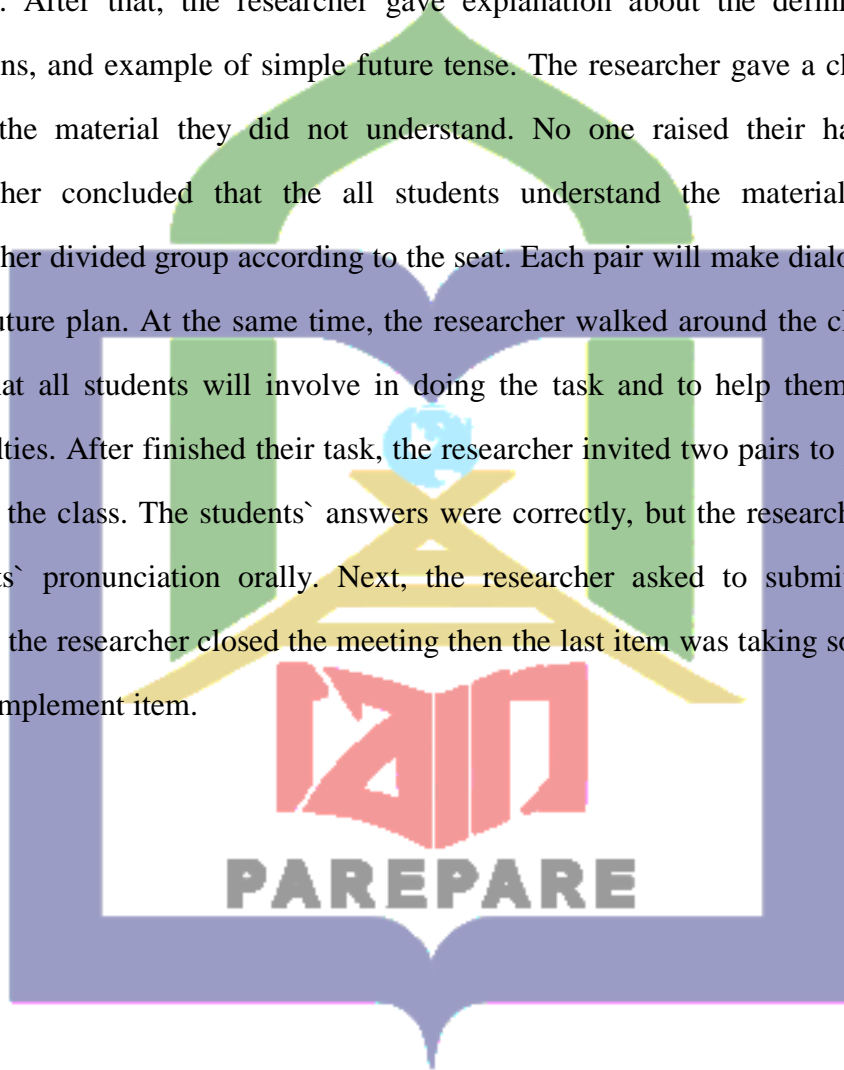 . After that, the researcher gave explanation about the defin
ns, and example of simple future tense. The researcher gave a cl
the material they did not understand. No one raised their ha
her concluded that the all students understand the material
her divided group according to the seat. Each pair will make dialo
uture plan. At the same time, the researcher walked around the cl
at all students will involve in doing the task and to help them
lties. After finished their task, the researcher invited two pairs to
the class. The students` answers were correctly, but the research
ts` pronunciation orally. Next, the researcher asked to submi
the researcher closed the meeting then the last item was taking so
mplement item.
iain
PAREPARE